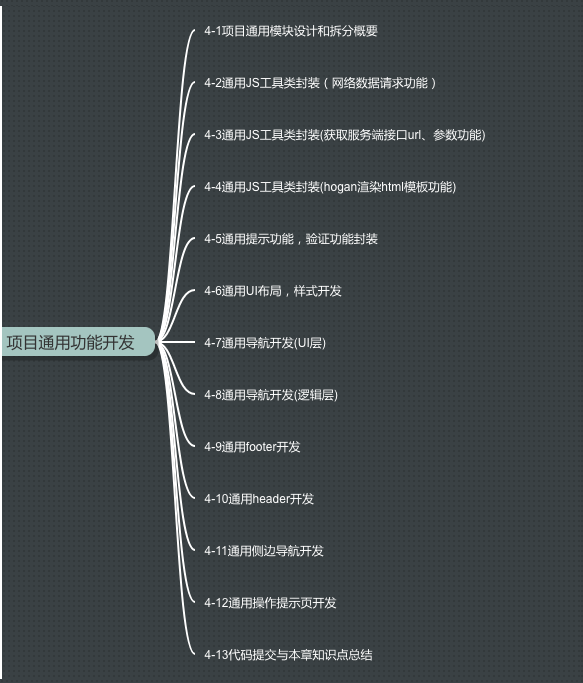 4-1项目通用模块设计和拆分概要
4-2通用JS工具类封装（网络数据请求功能）
4-3通用JS工具类封装(获取服务端接口url、参数功能)
4-4通用JS工具类封装(hogan渲染html模板功能)
4-5通用提示功能，验证功能封装
4-6通用UI布局，样式开发
项目通用功能开发
4-7通用导航开发(UI层)
4-8通用导航开发(逻辑层)
4-9通用footer开发
4-10通用header开发
4-11通用侧边导航开发
4-12通用操作提示页开发
4-13代码提交与本章知识点总结